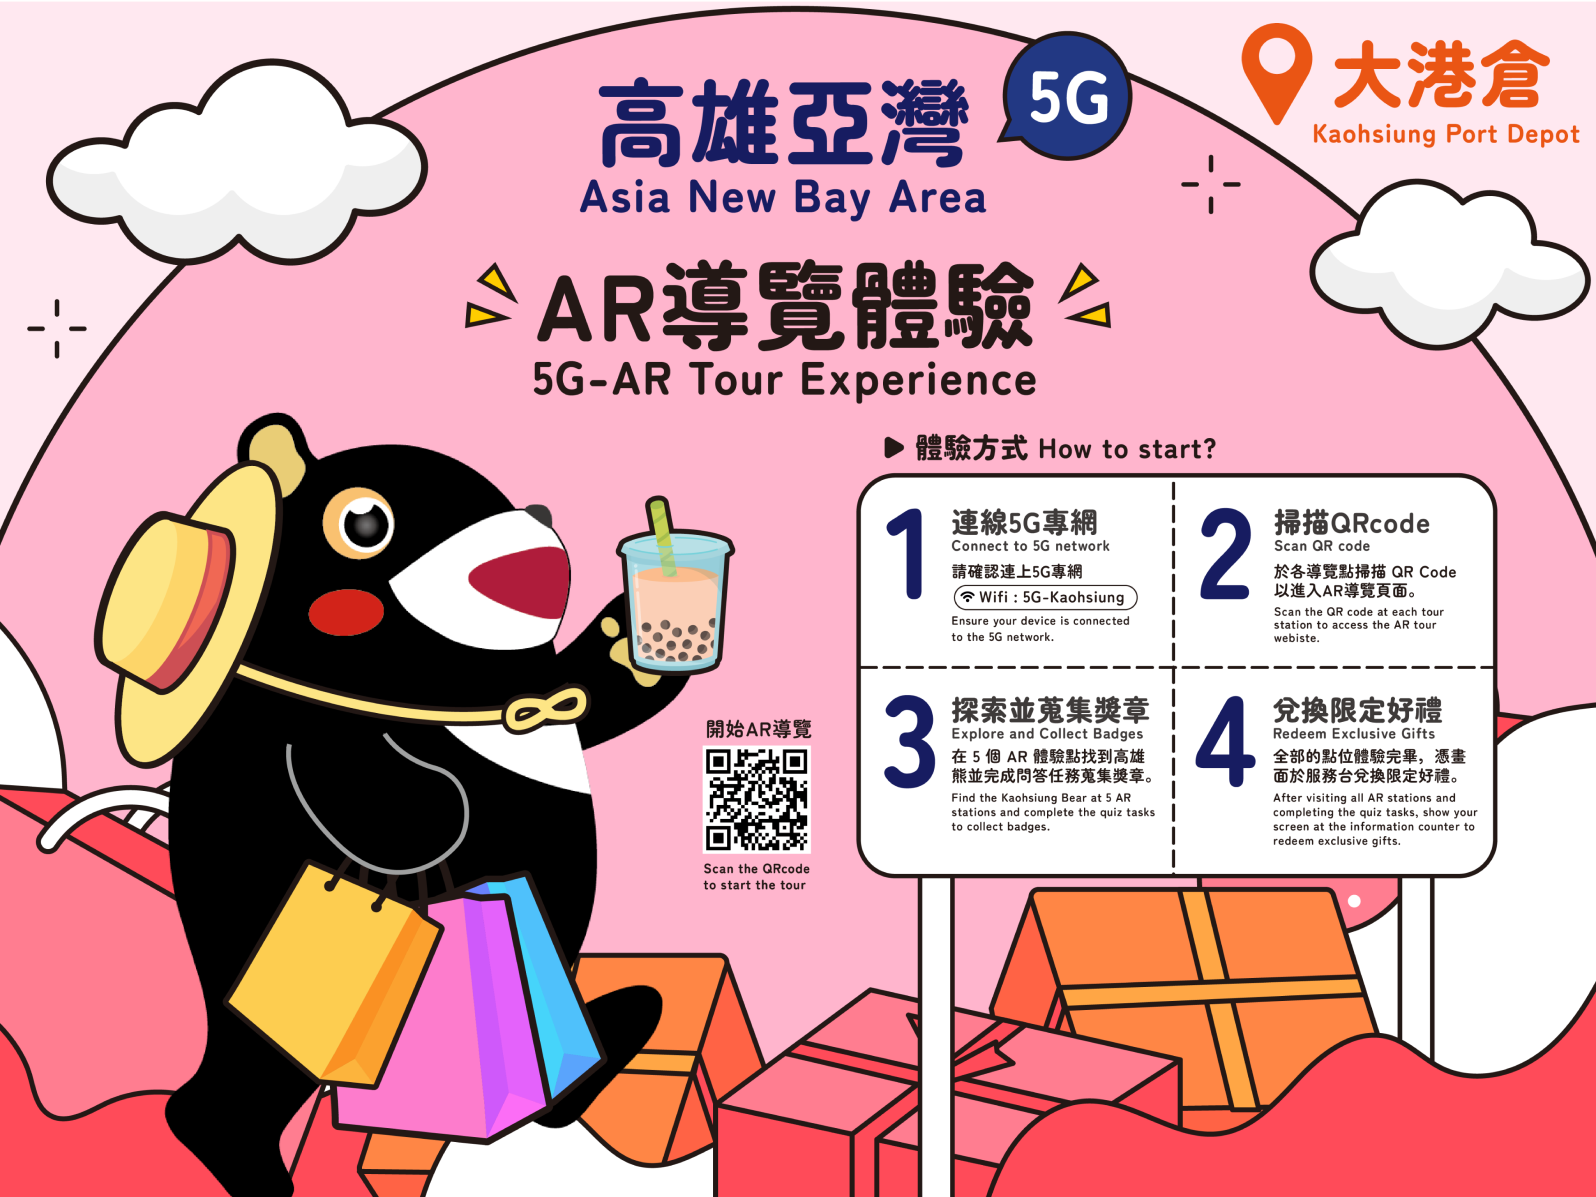 高雄亞灣
5G
Asia New Bay Area
大港倉
Kaohsiung Port Depot
AR導覽體驗
5G-AR Tour Experience
體驗方式 How to start?
1
連線5G專網
Connect to 5G network
請確認連上5G專網
Wifi : 5G-Kaohsiung
Ensure your device is connected
to the 5G network.
2
掃描QRcode
Scan QR code
於各導覽點掃描 QR Code
以進入AR導覽頁面。
Scan the QR code at each tour
station to access the AR tour
webiste.
3
探索並蒐集獎章
Explore and Collect Badges
在 5 個 AR 體驗點找到高雄
熊並完成問答任務蒐集獎章。
Find the Kaohsiung Bear at 5 AR
stations and complete the quiz tasks
to collect badges.
4
兌換限定好禮
Redeem Exclusive Gifts
全部的點位體驗完畢，憑畫
面於服務台兌換限定好禮。
After visiting all AR stations and
completing the quiz tasks, show your
screen at the information counter to
redeem exclusive gifts.
開始AR導覽
Scan the QRcode
to start the tour